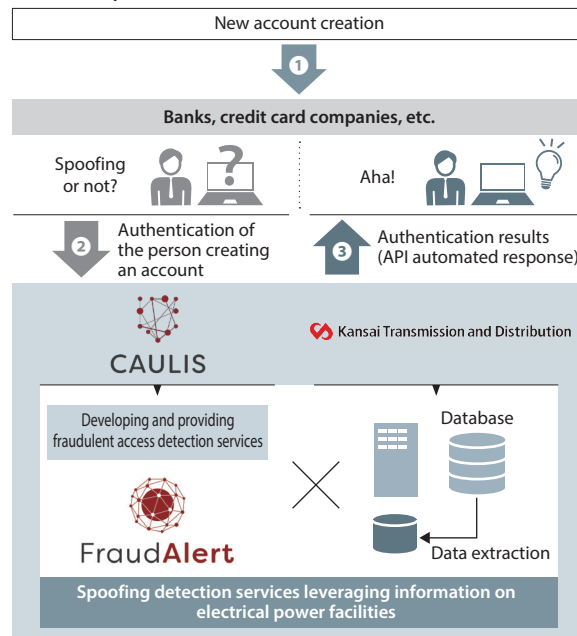 New account creation
1
Banks, credit card companies, etc.
Spoofing
or not?
?
Aha!
2
Authentication of
the person creating
an account
3
Authentication results
(API automated response)
CAULIS
Kansai Transmission and Distribution
Developing and providing
fraudulent access detection services
FraudAlert
Database
Data extraction
Spoofing detection services leveraging information on
electrical power facilities